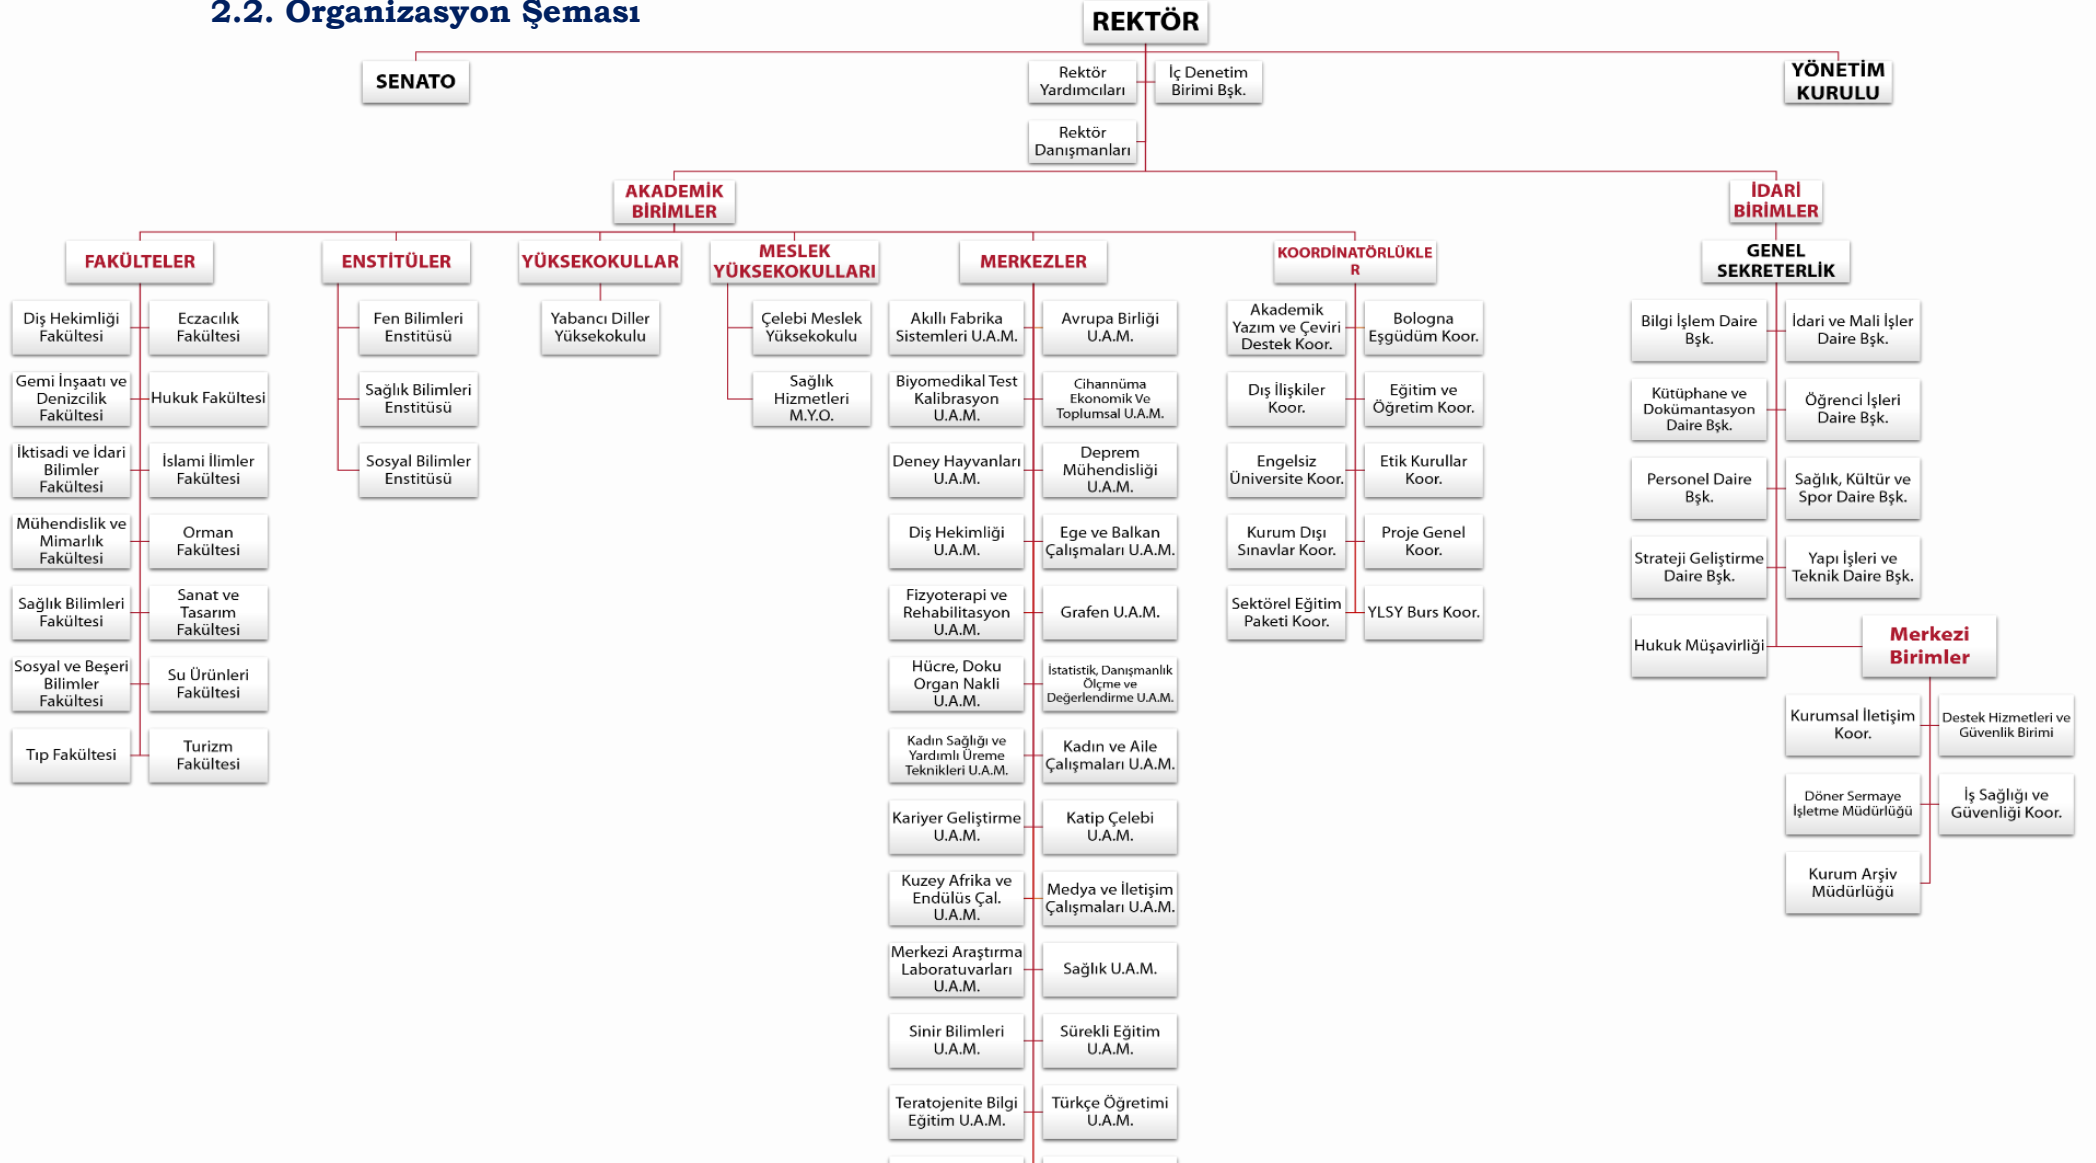 2.2. Organizasyon Şeması
REKTÖR
SENATO
Rektör
Yardımcıları
İç Denetim
Birimi Bşk.
YÖNETİM
KURULU
Rektör
Danışmanları
AKADEMİK
BİRİMLER
İDARİ
BİRİMLER
FAKÜLTELER
ENSTİTÜLER
YÜKSEKOKULLAR
MESLEK
YÜKSEKOKULLARI
MERKEZLER
KOORDİNATÖRLÜKLE
R
GENEL
SEKRETERLİK
Diş Hekimliği
Fakültesi
Eczacılık
Fakültesi
Gemi İnşaatı ve
Denizcilik
Fakültesi
Hukuk Fakültesi
İktisadi ve İdari
Bilimler
Fakültesi
İslami İlimler
Fakültesi
Mühendislik ve
Mimarlık
Fakültesi
Orman
Fakültesi
Sağlık Bilimleri
Fakültesi
Sanat ve
Tasarım
Fakültesi
Sosyal ve Beşeri
Bilimler
Fakültesi
Su Ürünleri
Fakültesi
Tıp Fakültesi
Turizm
Fakültesi
Fen Bilimleri
Enstitüsü
Sağlık Bilimleri
Enstitüsü
Sosyal Bilimler
Enstitüsü
Yabancı Diller
Yüksekokulu
Çelebi Meslek
Yüksekokulu
Sağlık
Hizmetleri
M.Y.O.
Akıllı Fabrika
Sistemleri U.A.M.
Avrupa Birliği
U.A.M.
Biyomedikal Test
Kalibrasyon
U.A.M.
Cihannüma
Ekonomik Ve
Toplumsal U.A.M.
Deney Hayvanları
U.A.M.
Deprem
Mühendisliği
U.A.M.
Diş Hekimliği
U.A.M.
Ege ve Balkan
Çalışmaları U.A.M.
Fizyoterapi ve
Rehabilitasyon
U.A.M.
Grafen U.A.M.
Hücre, Doku
Organ Nakli
U.A.M.
İstatistik, Danışmanlık
Ölçme ve
Değerlendirme U.A.M.
Kadın Sağlığı ve
Yardımlı Üreme
Teknikleri U.A.M.
Kadın ve Aile
Çalışmaları U.A.M.
Kariyer Geliştirme
U.A.M.
Katip Çelebi
U.A.M.
Kuzey Afrika ve
Endülüs Çal.
U.A.M.
Medya ve İletişim
Çalışmaları U.A.M.
Merkezi Araştırma
Laboratuvarları
U.A.M.
Sağlık U.A.M.
Sinir Bilimleri
U.A.M.
Sürekli Eğitim
U.A.M.
Teratojenite Bilgi
Eğitim U.A.M.
Türkçe Öğretimi
U.A.M.
Akademik
Yazım ve Çeviri
Destek Koor.
Bologna
Eşgüdüm Koor.
Dış İlişkiler
Koor.
Eğitim ve
Öğretim Koor.
Engelsiz
Üniversite Koor.
Etik Kurullar
Koor.
Kurum Dışı
Sınavlar Koor.
Proje Genel
Koor.
Sektörel Eğitim
Paketi Koor.
YLSY Burs Koor.
Bilgi İşlem Daire
Bşk.
İdari ve Mali İşler
Daire Bşk.
Kütüphane ve
Dokümantasyon
Daire Bşk.
Öğrenci İşleri
Daire Bşk.
Personel Daire
Bşk.
Sağlık, Kültür ve
Spor Daire Bşk.
Strateji Geliştirme
Daire Bşk.
Yapı İşleri ve
Teknik Daire Bşk.
Hukuk Müşavirliği
Merkezi
Birimler
Kurumsal İletişim
Koor.
Destek Hizmetleri ve
Güvenlik Birimi
Döner Sermaye
İşletme Müdürlüğü
İş Sağlığı ve
Güvenliği Koor.
Kurum Arşiv
Müdürlüğü